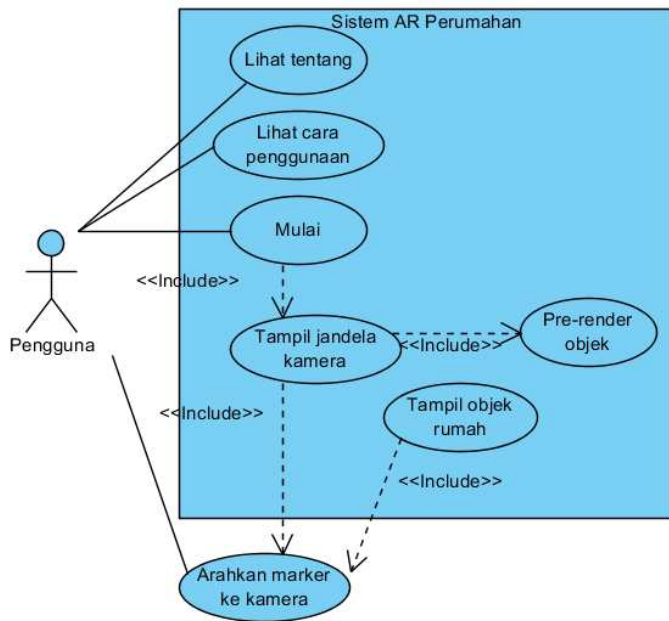 Sistem AR Perumahan
Lihat tentang
Lihat cara
penggunaan
Mulai
<<Include>>
Pengguna
Tampil jandela
kamera
<<Include>>
Pre-render
objek
<<Include>>
Tampil objek
rumah
<<Include>>
Arahkan marker
ke kamera